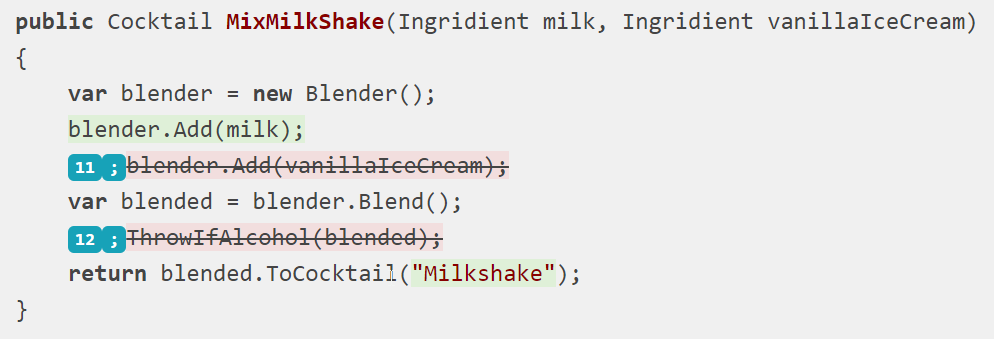 public Cocktail MixMilkShake(Ingridient milk, Ingridient vanillaIceCream)
{
var blender = new Blender();
blender.Add(milk);
11 ; blender.Add(vanillaIceCream);
var blended = blender.Blend();
12 ; ThrowIfAlcohol(blended);
return blended.ToCocktail("Milkshake");
}